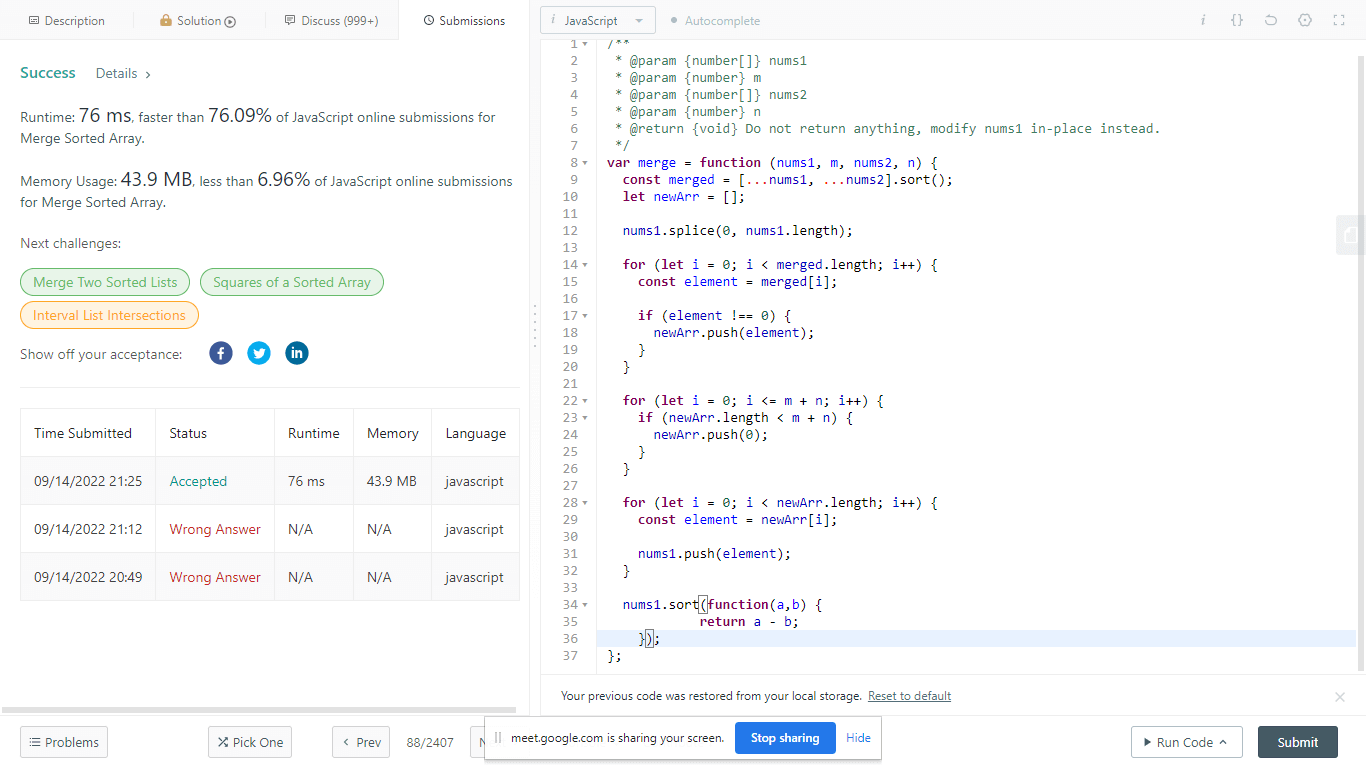 Description
Solution
Discuss (999+)
Submissions
Success
Details ›
Runtime: 76 ms, faster than 76.09% of JavaScript online submissions for
Merge Sorted Array.
Memory Usage: 43.9 MB, less than 6.96% of JavaScript online submissions
for Merge Sorted Array.
Next challenges:
Merge Two Sorted Lists
Squares of a Sorted Array
Interval List Intersections
Show off your acceptance:
Time Submitted Status Runtime Memory Language
09/14/2022 21:25 Accepted 76 ms 43.9 MB javascript
09/14/2022 21:12 Wrong Answer N/A N/A javascript
09/14/2022 20:49 Wrong Answer N/A N/A javascript
Problems
Pick One
‹ Prev
88/2407
N
i JavaScript
Autocomplete
i {}
1 /**
2 * @param {number[]} nums1
3 * @param {number} m
4 * @param {number[]} nums2
5 * @param {number} n
6 * @return {void} Do not return anything, modify nums1 in-place instead.
7 */
8 var merge = function (nums1, m, nums2, n) {
9 const merged = [...nums1, ...nums2].sort();
10 let newArr = [];
11
12 nums1.splice(0, nums1.length);
13
14 for (let i = 0; i < merged.length; i++) {
15 const element = merged[i];
16
17 if (element !== 0) {
18 newArr.push(element);
19 }
20 }
21
22 for (let i = 0; i <= m + n; i++) {
23 if (newArr.length < m + n) {
24 newArr.push(0);
25 }
26 }
27
28 for (let i = 0; i < newArr.length; i++) {
29 const element = newArr[i];
30
31 nums1.push(element);
32 }
33
34 nums1.sort(function(a,b) {
35 return a - b;
36 });
37 };
Your previous code was restored from your local storage. Reset to default
meet.google.com is sharing your screen.
Stop sharing
Hide
Run Code
Submit